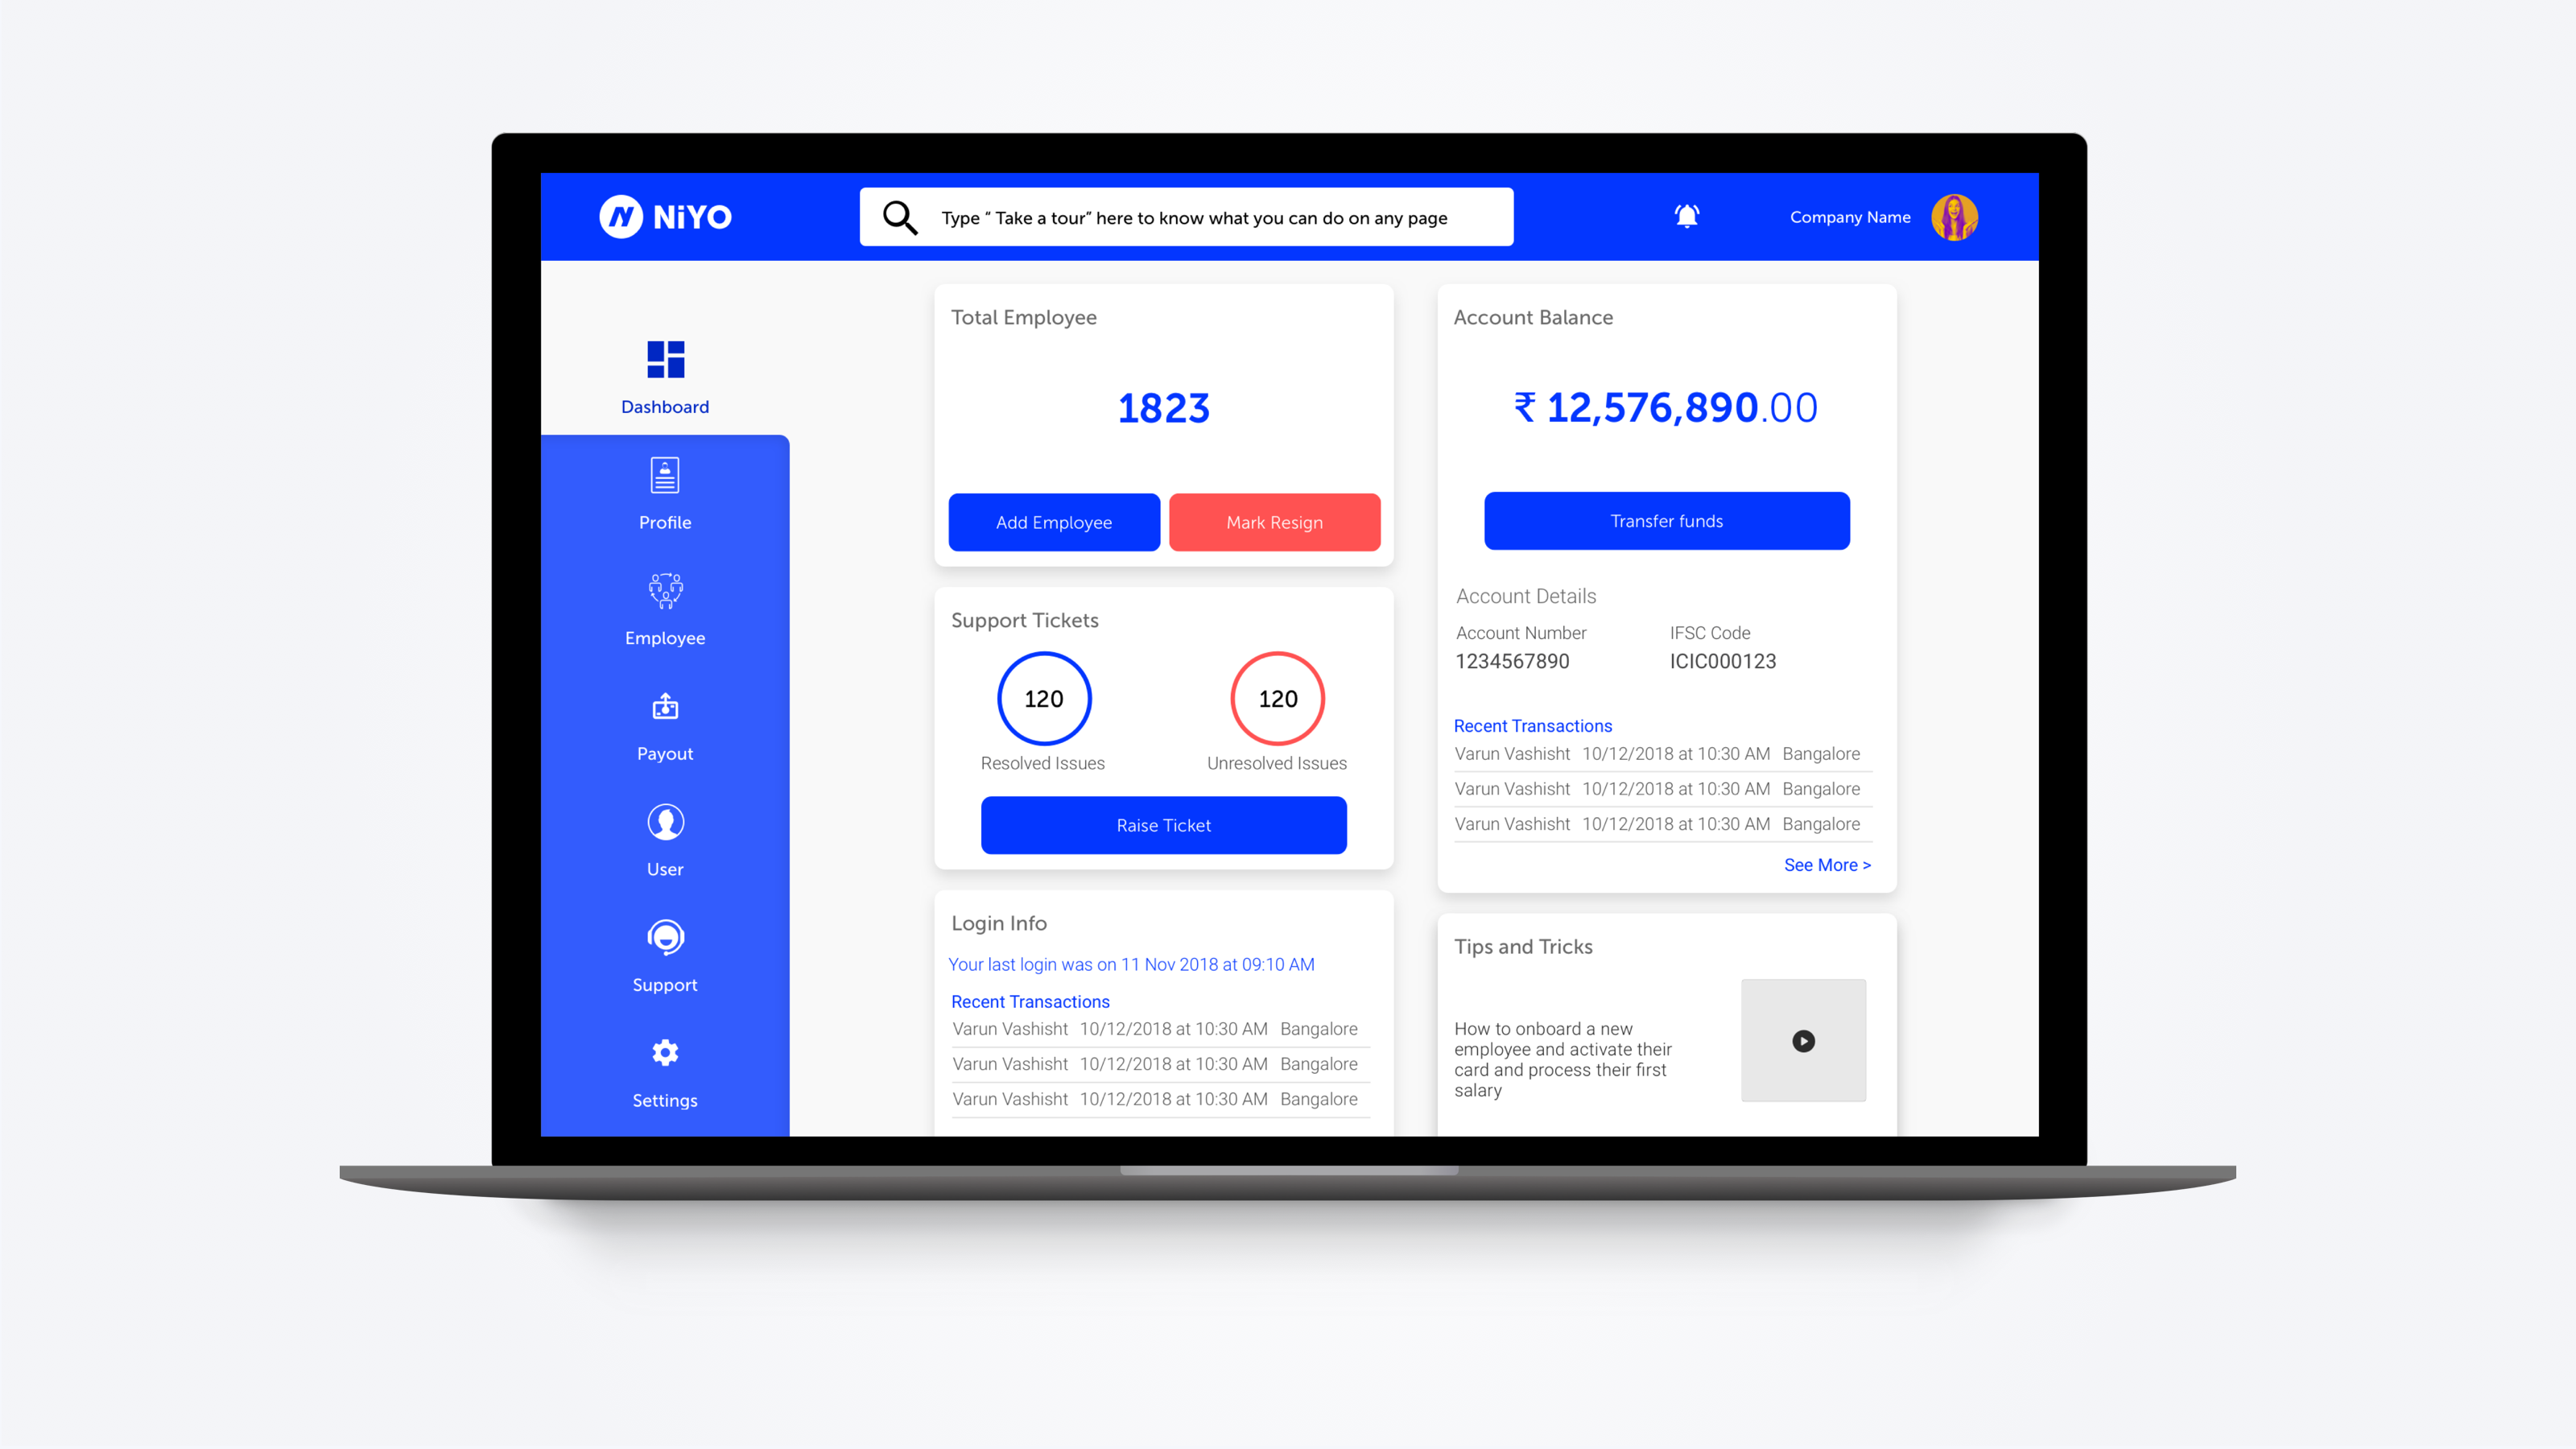 NiYO
Type “ Take a tour” here to know what you can do on any page
Company Name
Dashboard
Profile
Employee
Payout
User
Support
Settings
Total Employee
1823
Add Employee
Mark Resign
Support Tickets
120
120
Resolved Issues
Unresolved Issues
Raise Ticket
Login Info
Your last login was on 11 Nov 2018 at 09:10 AM
Recent Transactions
Varun Vashisht 10/12/2018 at 10:30 AM Bangalore
Varun Vashisht 10/12/2018 at 10:30 AM Bangalore
Varun Vashisht 10/12/2018 at 10:30 AM Bangalore
Account Balance
₹ 12,576,890.00
Transfer funds
Account Details
Account Number
IFSC Code
1234567890
ICIC000123
Recent Transactions
Varun Vashisht 10/12/2018 at 10:30 AM Bangalore
Varun Vashisht 10/12/2018 at 10:30 AM Bangalore
Varun Vashisht 10/12/2018 at 10:30 AM Bangalore
See More >
Tips and Tricks
How to onboard a new
employee and activate their
card and process their first
salary